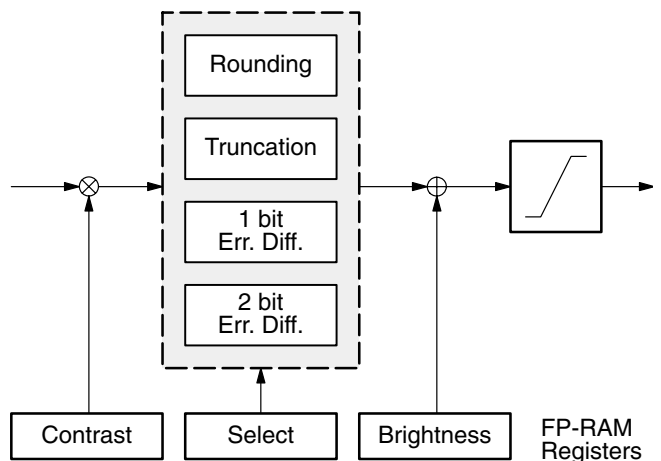 Rounding
Truncation
1 bit
Err. Diff.
2 bit
Err. Diff.
Contrast
Select
Brightness
FP-RAM
Registers